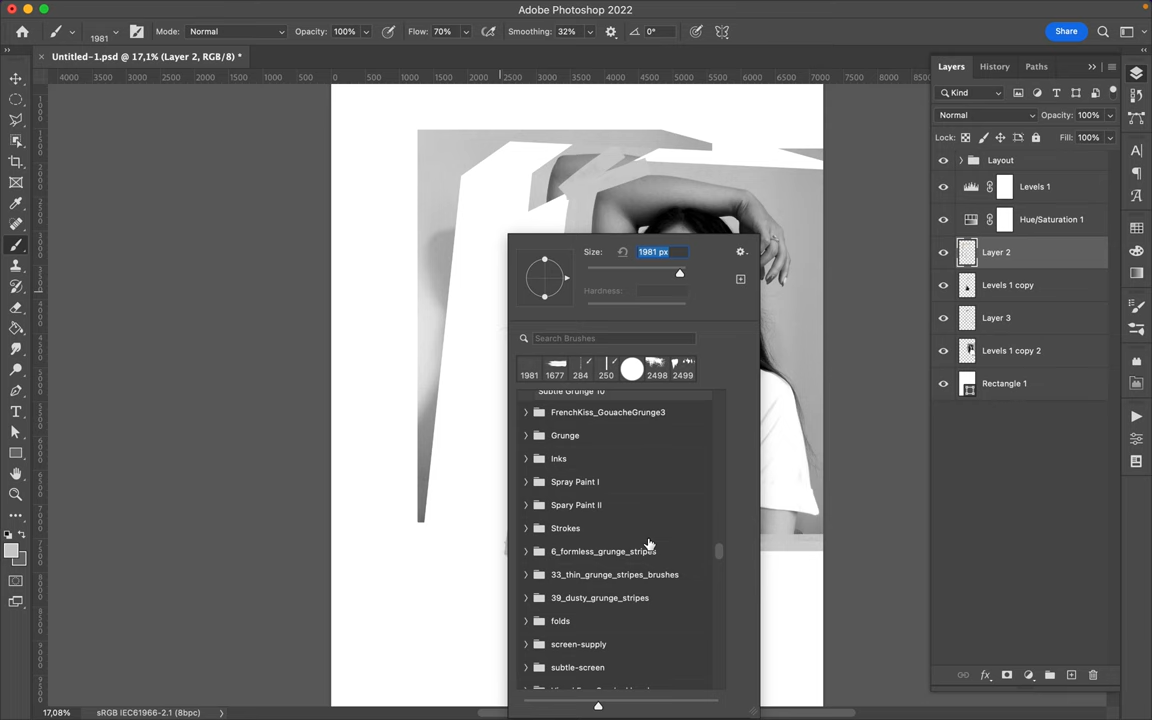 Adobe Photoshop 2022
1981 Mode: Normal Opacity: 100% Flow: 70% Smoothing: 32% 0° Share
Untitled-1.psd @ 17,1% (Layer 2, RGB/8) *
4000 3500 3000 2500 2000 1500 1000 500 0 500 1000 1500 2000 2500 3000 3500 4000 4500 5000 5500 6000 6500 7000 7500 8000 8500
Layers History Paths
Kind
Normal Opacity: 100%
Lock: Fill: 100%
Layout
Levels 1
Hue/Saturation 1
Layer 2
Levels 1 copy
Layer 3
Levels 1 copy 2
Rectangle 1
Size: 1981 px
Hardness:
Search Brushes
1981 1677 284 250 2498 2499
Subtle Grunge 10
FrenchKiss_GouacheGrunge3
Grunge
Inks
Spray Paint I
Spary Paint II
Strokes
6_formless_grunge_stripes
33_thin_grunge_stripes_brushes
39_dusty_grunge_stripes
folds
screen-supply
subtle-screen
17,08% sRGB IEC61966-2.1 (8bpc)